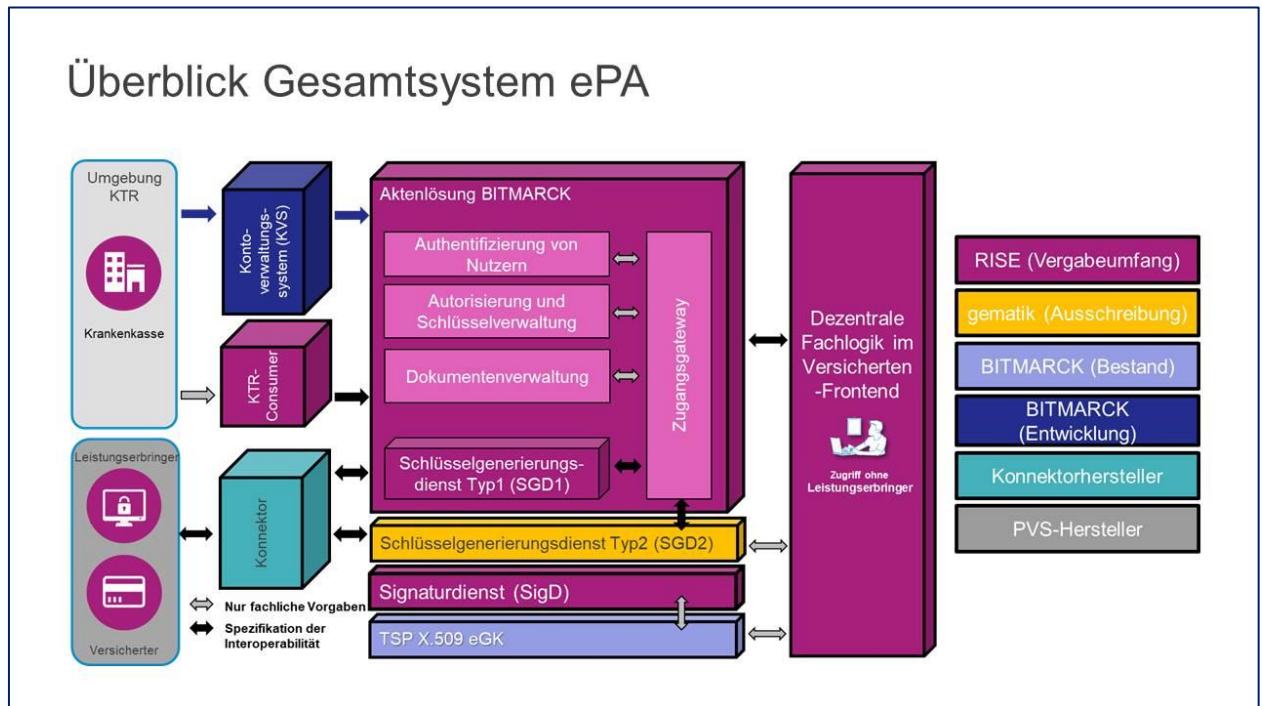 Überblick Gesamtsystem ePA
Umgebung
KTR
Krankenkasse
Konto-
verwaltungs-
system (KVS)
KTR-
Consumer
Leistungserbringer
Versicherter
Konnektor
Nur fachliche Vorgaben
Spezifikation der
Interoperabilität
Aktenlösung BITMARCK
Authentifizierung von
Nutzern
Autorisierung und
Schlüsselverwaltung
Dokumentenverwaltung
Schlüsselgenerierungs-
dienst Typ1 (SGD1)
Zugangsgateway
Schlüsselgenerierungsdienst Typ2 (SGD2)
Signaturdienst (SigD)
TSP X.509 eGK
Dezentrale
Fachlogik im
Versicherten
-Frontend
Zugriff ohne
Leistungserbringer
RISE (Vergabeumfang)
gematik (Ausschreibung)
BITMARCK (Bestand)
BITMARCK
(Entwicklung)
Konnektorhersteller
PVS-Hersteller